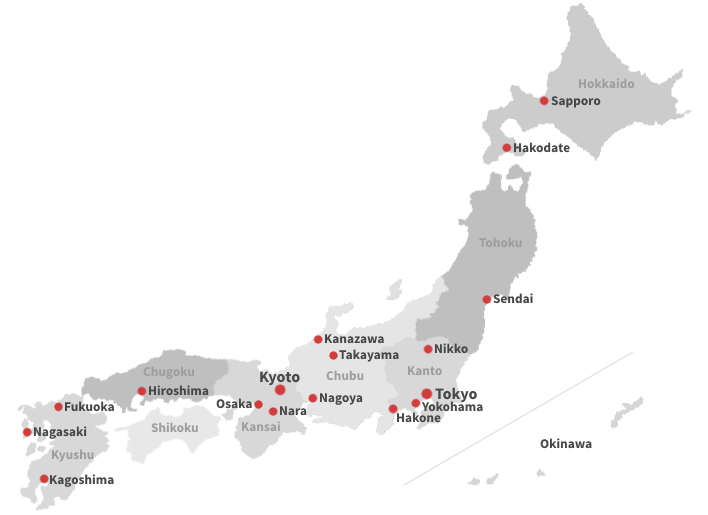 Hokkaido
Sapporo
Hakodate
Tohoku
Sendai
Kanazawa
Nikko
Takayama
Chugoku
Kanto
Kyoto
Chubu
Hiroshima
Tokyo
Nagoya
Osaka
Fukuoka
Yokohama
Nara
Hakone
Kansai
Shikoku
Nagasaki
Okinawa
Kyushu
Kagoshima